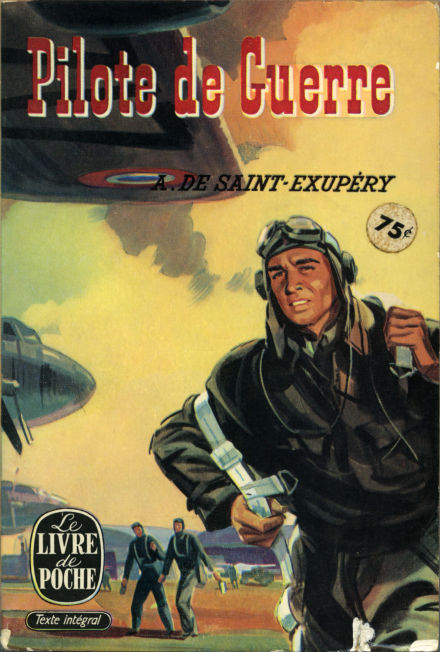 Pilote de Guerre
A. DE SAINT-EXUPÉRY
75¢
Le
LIVRE
de
POCHE
Texte intégral